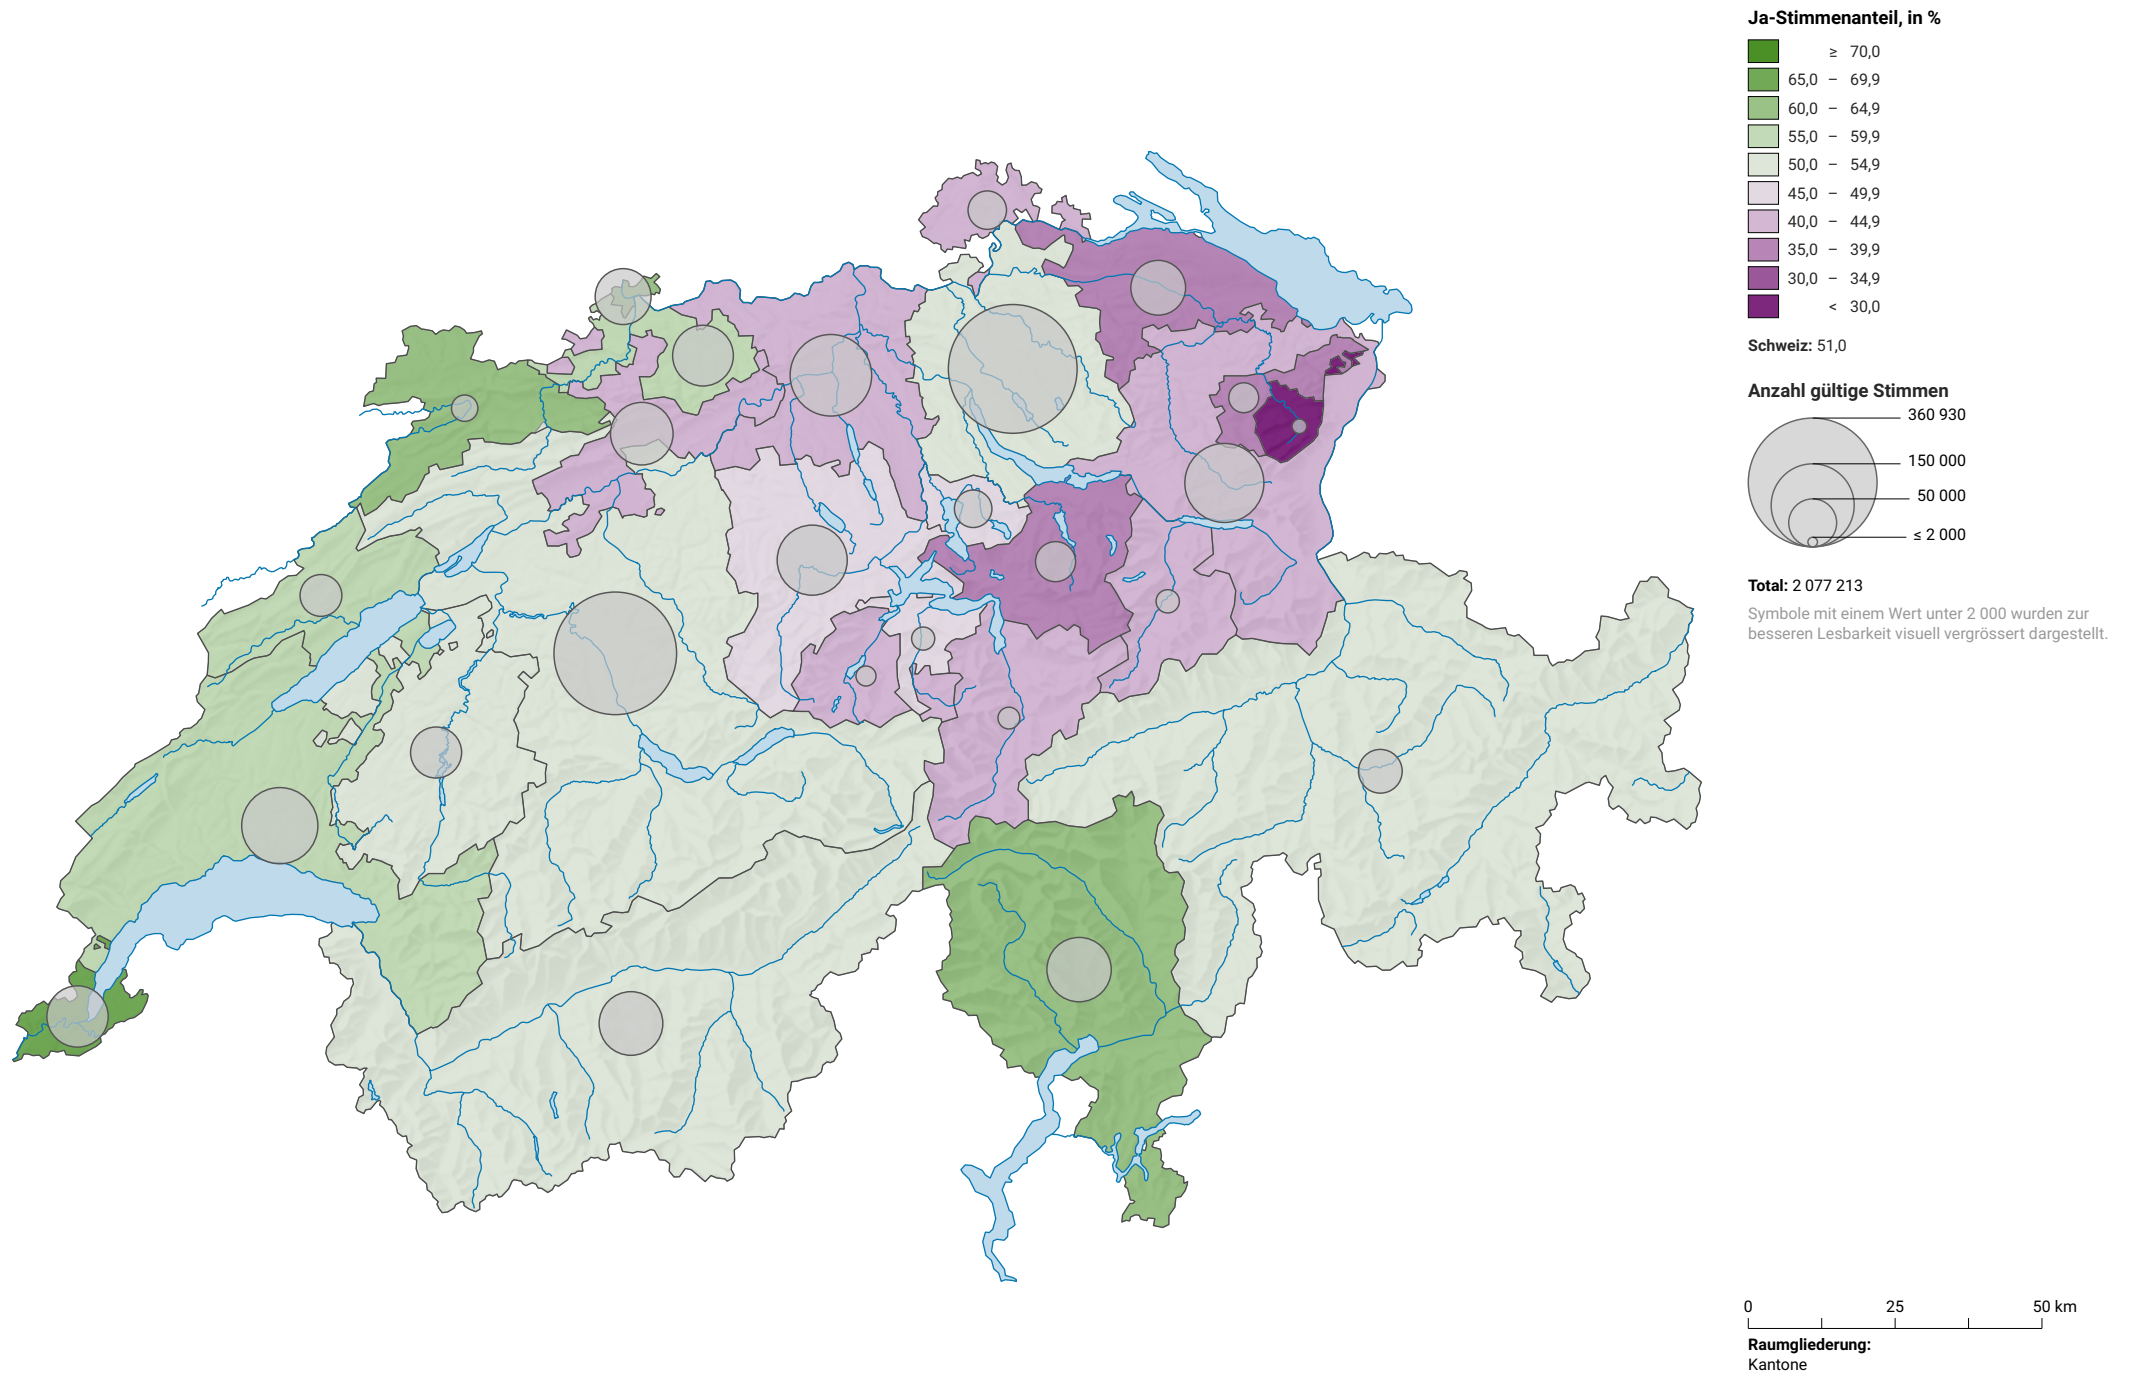 Ja-Stimmenanteil, in %
≥ 70,0
65,0 – 69,9
60,0 – 64,9
55,0 – 59,9
50,0 – 54,9
45,0 – 49,9
40,0 – 44,9
35,0 – 39,9
30,0 – 34,9
< 30,0
Schweiz: 51,0
Anzahl gültige Stimmen
360 930
150 000
50 000
≤ 2 000
Total: 2 077 213
Symbole mit einem Wert unter 2 000 wurden zur
besseren Lesbarkeit visuell vergrössert dargestellt.
0 25 50 km
Raumgliederung:
Kantone